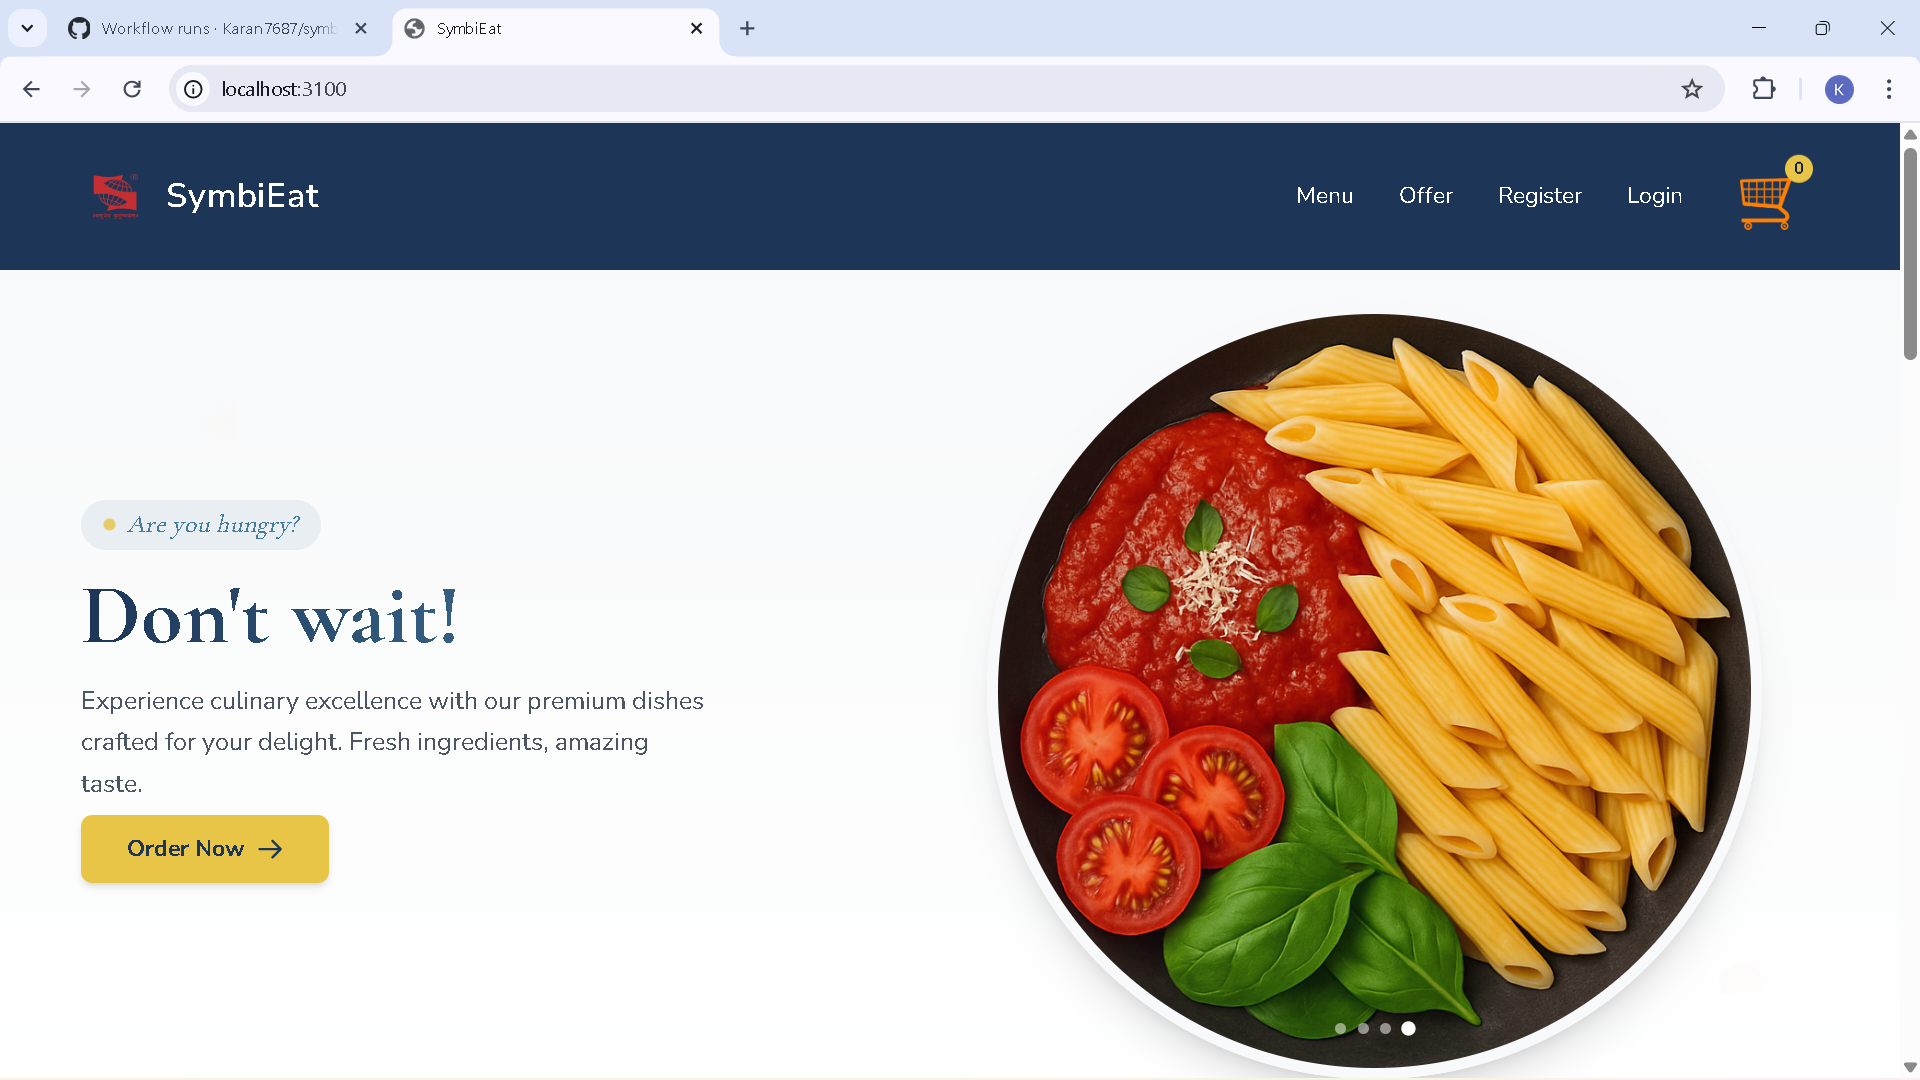 Workflow runs · Karan7687/symb
SymbiEat
localhost:3100
K
SymbiEat
Menu
Offer
Register
Login
0
Are you hungry?
Don't wait!
Experience culinary excellence with our premium dishes
crafted for your delight. Fresh ingredients, amazing
taste.
Order Now →